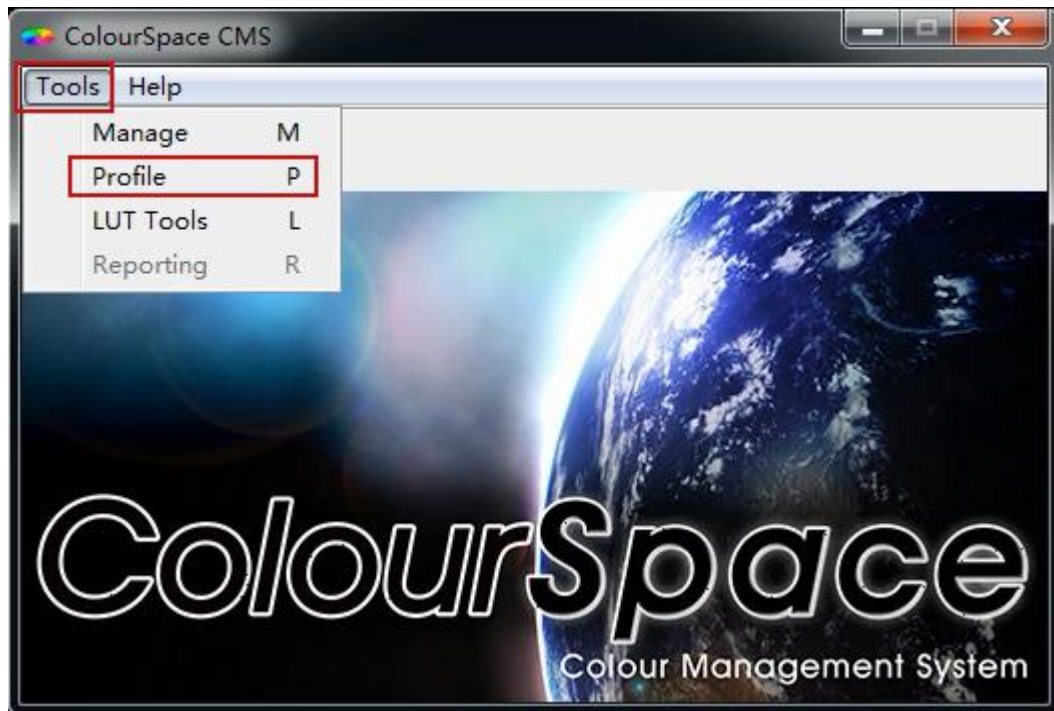 ColourSpace CMS
Tools Help
Manage M
Profile P
LUT Tools L
Reporting R
ColourSpace
Colour Management System